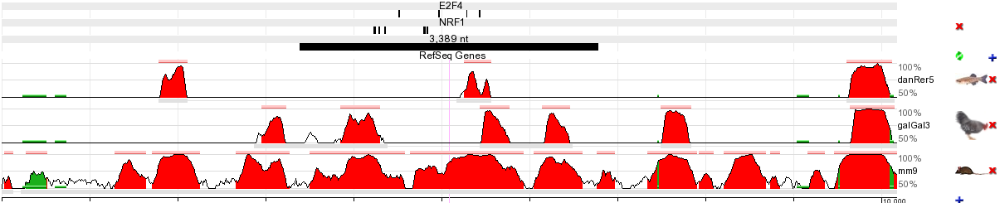 E2F4
NRF1
3,389 nt
RefSeq Genes
100%
danRer5
50%
100%
galGal3
50%
100%
mm9
50%
10,000